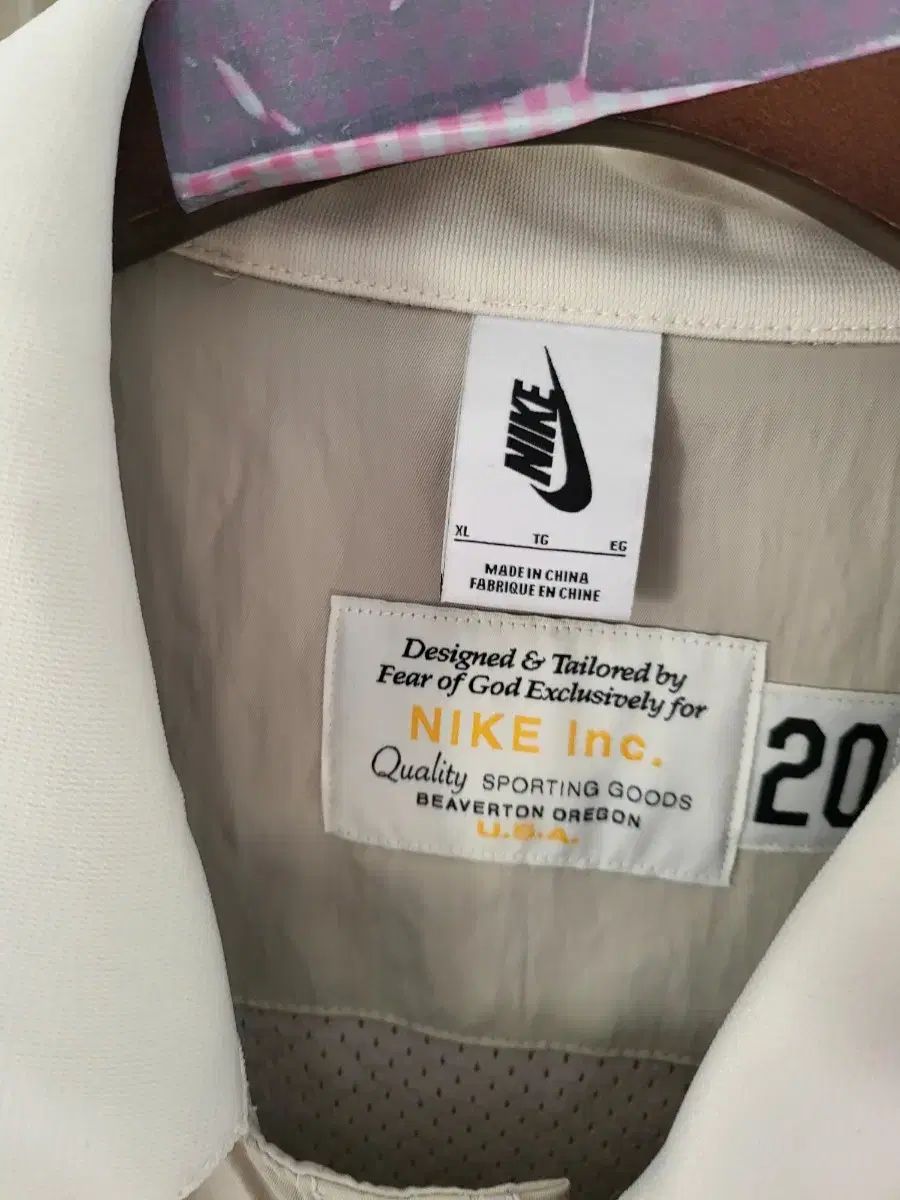 NIKE
XL TG EG
MADE IN CHINA
FABRIQUE EN CHINE
Designed & Tailored by
Fear of God Exclusively for
NIKE Inc.
Quality SPORTING GOODS
BEAVERTON OREGON
U.S.A.
20